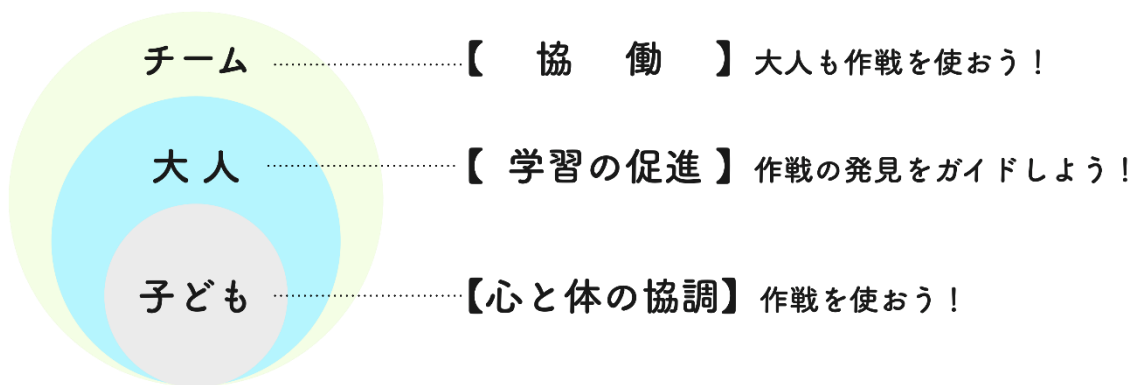 チーム 【 協 働 】 大人も作戦を使おう！
大人 【 学習の促進 】 作戦の発見をガイドしよう！
子ども 【心と体の協調】 作戦を使おう！